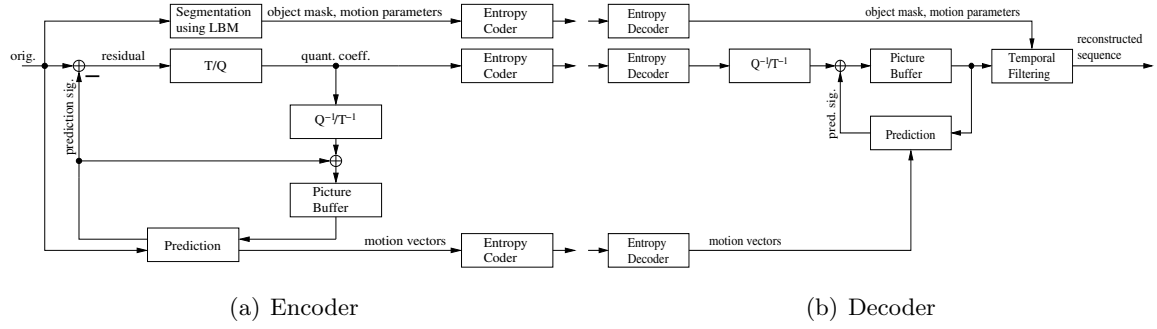 Segmentation
using LBM
object mask, motion parameters
Entropy
Coder
Entropy
Decoder
object mask, motion parameters
orig.
residual
T/Q
quant. coeff.
Entropy
Coder
Entropy
Decoder
Q⁻¹/T⁻¹
Picture
Buffer
Temporal
Filtering
reconstructed
sequence
prediction sig.
Q⁻¹/T⁻¹
pred. sig.
Prediction
Picture
Buffer
Prediction
motion vectors
Entropy
Coder
Entropy
Decoder
motion vectors
(a) Encoder
(b) Decoder